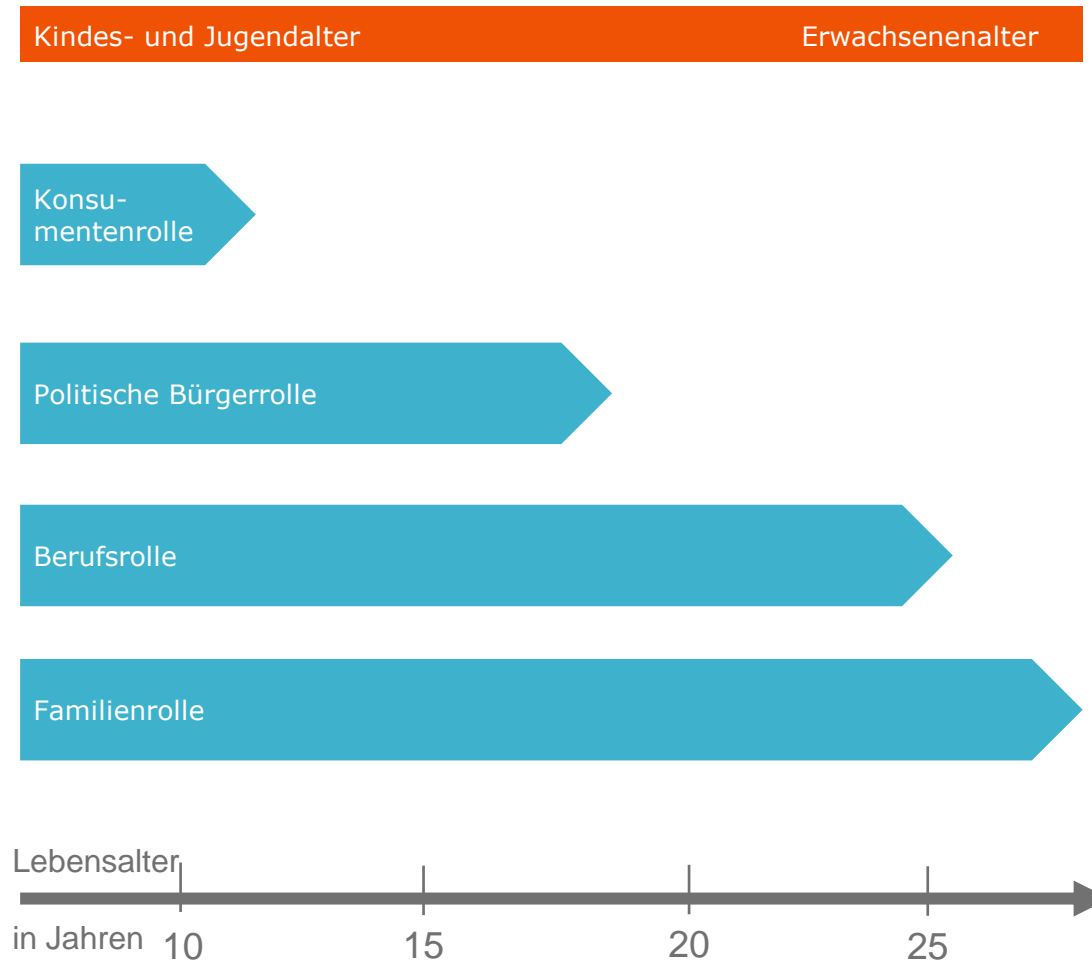 Kindes- und Jugendalter Erwachsenenalter
Konsu-
mentenrolle
Politische Bürgerrolle
Berufsrolle
Familienrolle
Lebensalter
in Jahren 10 15 20 25